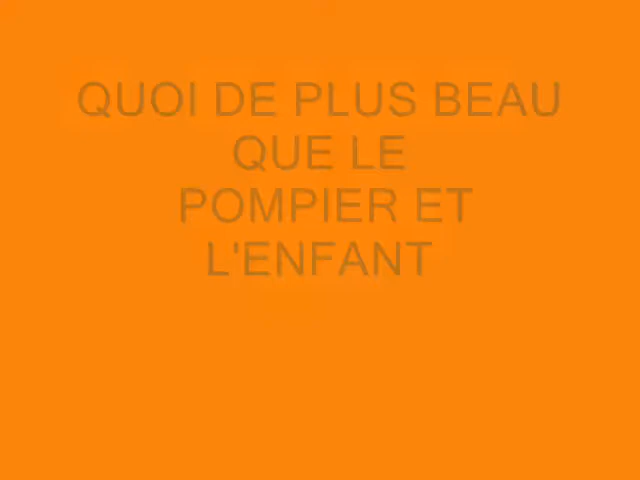 QUOI DE PLUS BEAU
QUE LE
POMPIER ET
L'ENFANT